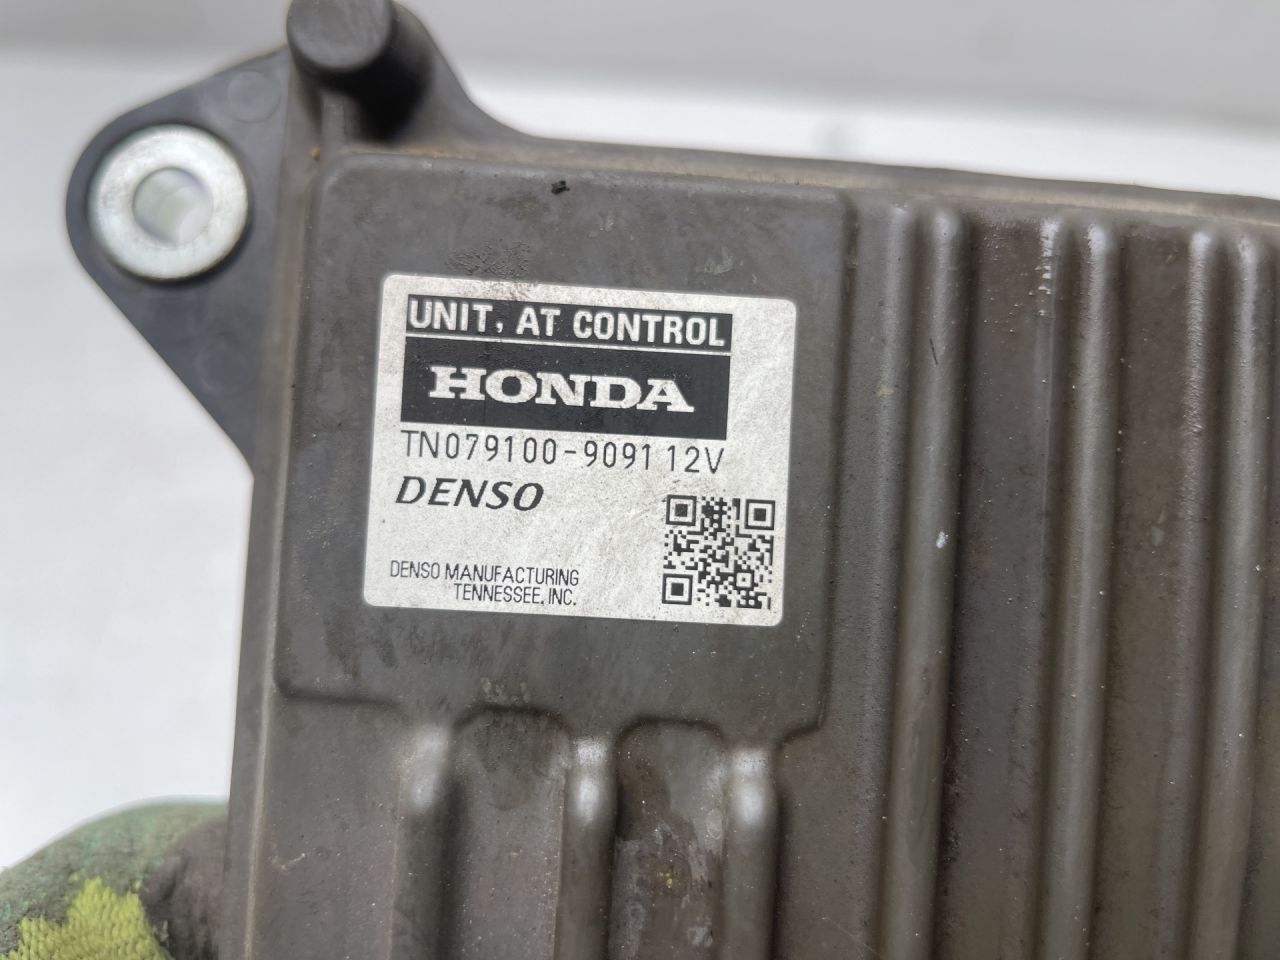 UNIT, AT CONTROL
HONDA
TN079100-9091 12V
DENSO
DENSO MANUFACTURING
TENNESSEE, INC.